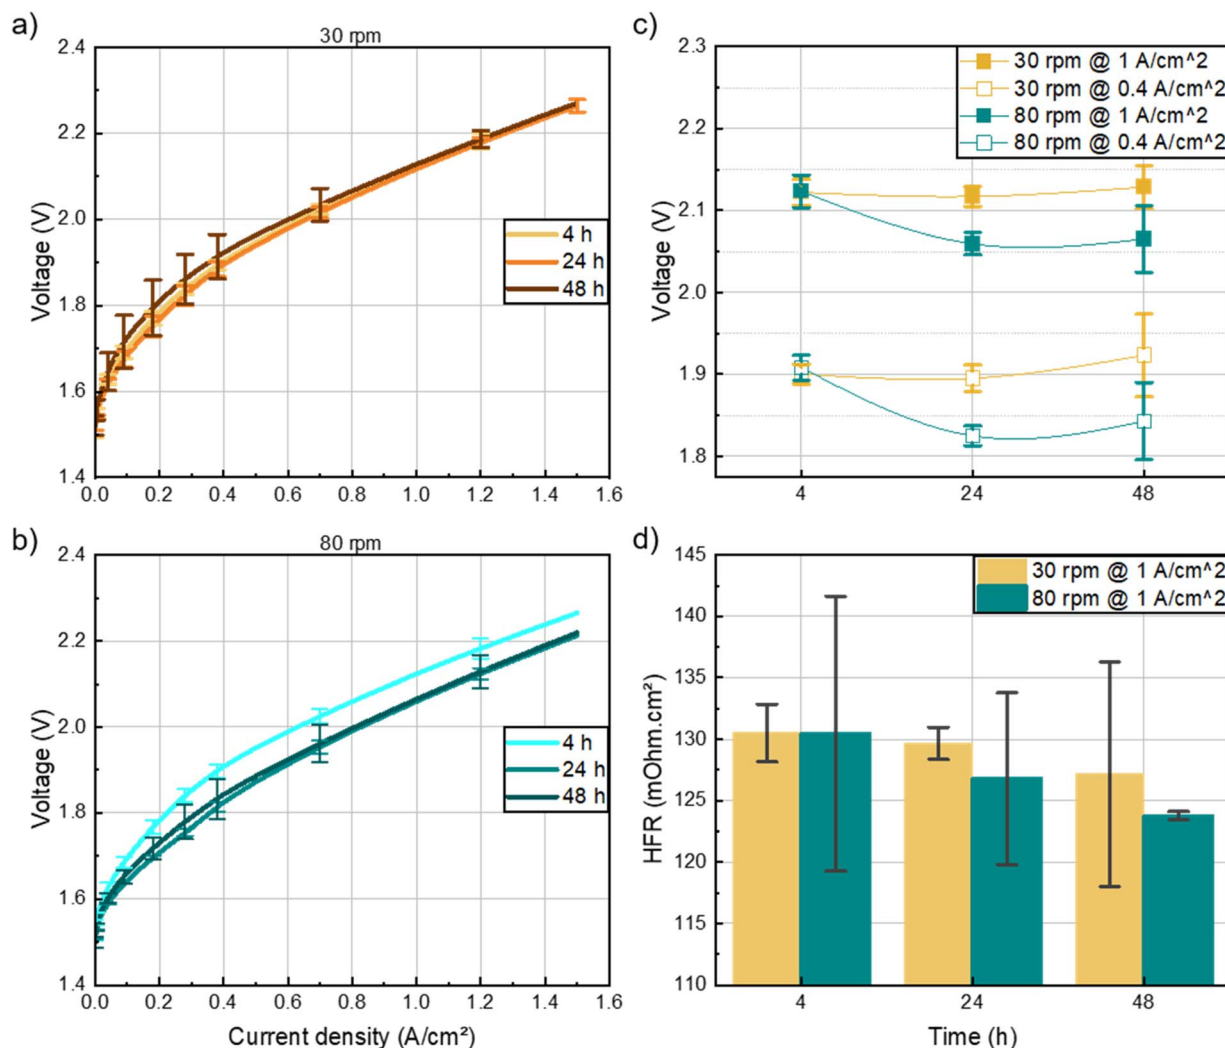 a)
30 rpm
2.4
2.2
2.0
1.8
1.6
1.4
Voltage (V)
4 h
24 h
48 h
0.0 0.2 0.4 0.6 0.8 1.0 1.2 1.4 1.6
b)
80 rpm
2.4
2.2
2.0
1.8
1.6
1.4
Voltage (V)
4 h
24 h
48 h
0.0 0.2 0.4 0.6 0.8 1.0 1.2 1.4 1.6
Current density (A/cm²)
c)
2.3
2.2
2.1
2.0
1.9
1.8
Voltage (V)
30 rpm @ 1 A/cm^2
30 rpm @ 0.4 A/cm^2
80 rpm @ 1 A/cm^2
80 rpm @ 0.4 A/cm^2
4 24 48
d)
145
140
135
130
125
120
115
110
HFR (mOhm.cm²)
30 rpm @ 1 A/cm^2
80 rpm @ 1 A/cm^2
4 24 48
Time (h)